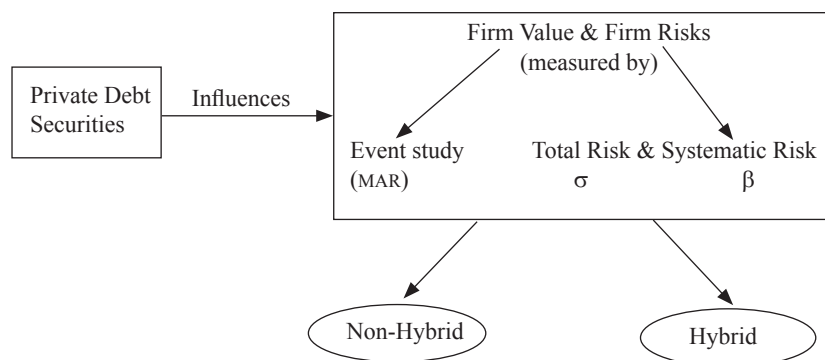 Firm Value & Firm Risks
(measured by)
Private Debt
Securities
Influences
Event study
(MAR)
Total Risk & Systematic Risk
σ β
Non-Hybrid
Hybrid